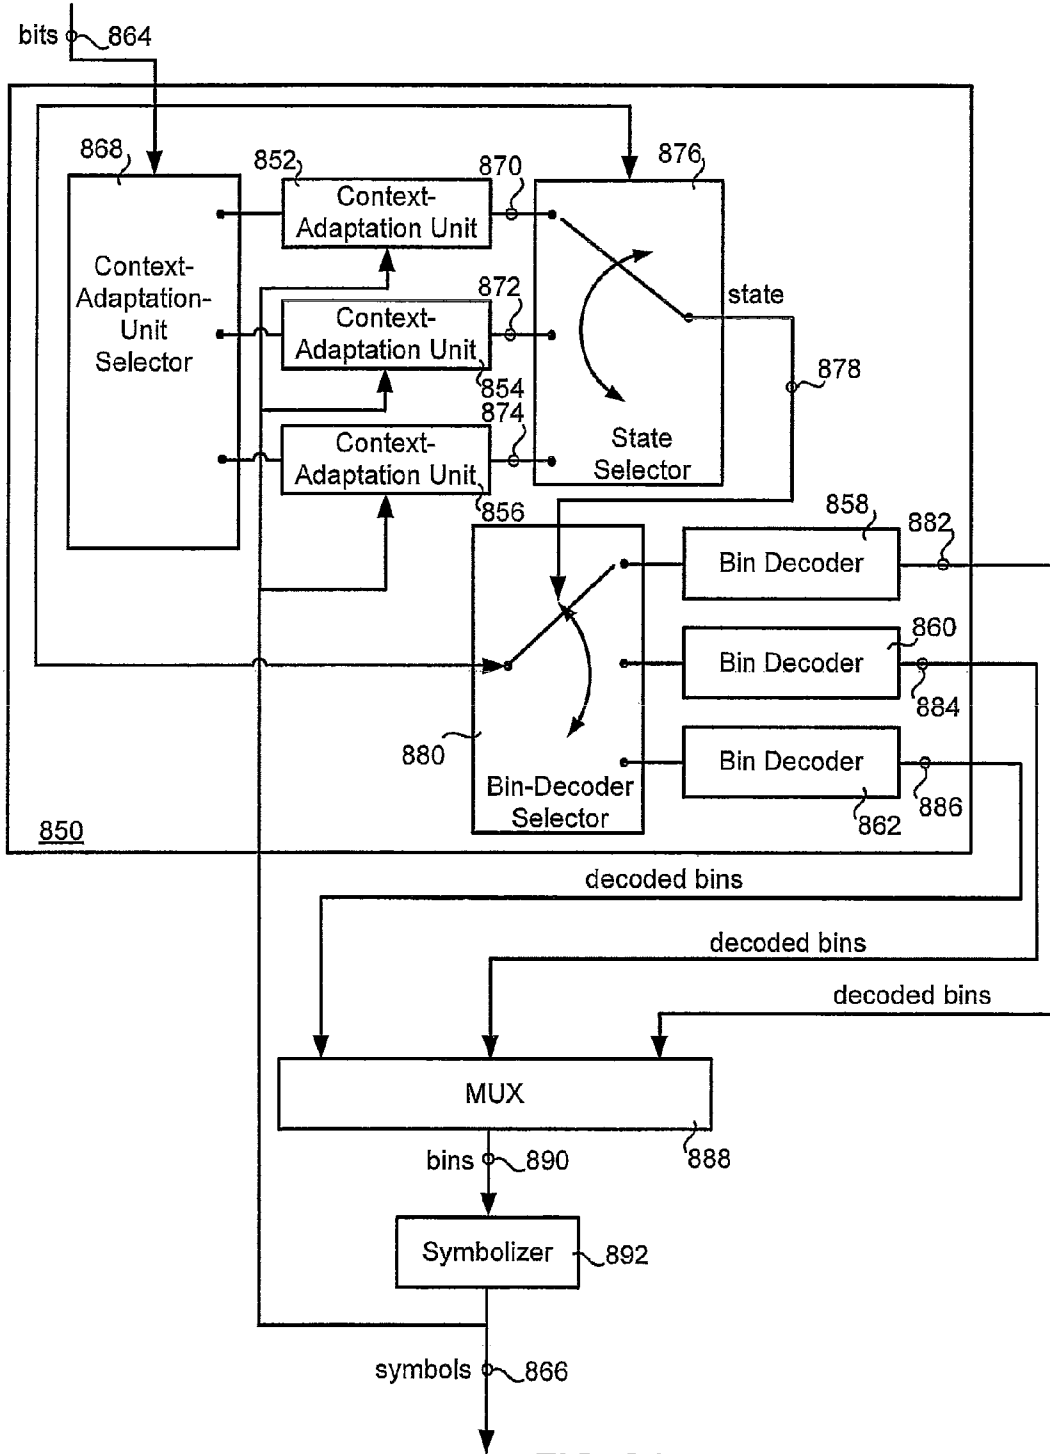 bits 864
868
852
870
876
Context-
Adaptation Unit
Context-
Adaptation-
Unit
Selector
872
state
Context-
Adaptation Unit
854
878
874
Context-
Adaptation Unit
State
Selector
856
858
882
Bin Decoder
860
Bin Decoder
884
880
Bin Decoder
Bin-Decoder
Selector
886
862
850
decoded bins
decoded bins
decoded bins
MUX
888
bins 890
Symbolizer 892
symbols 866